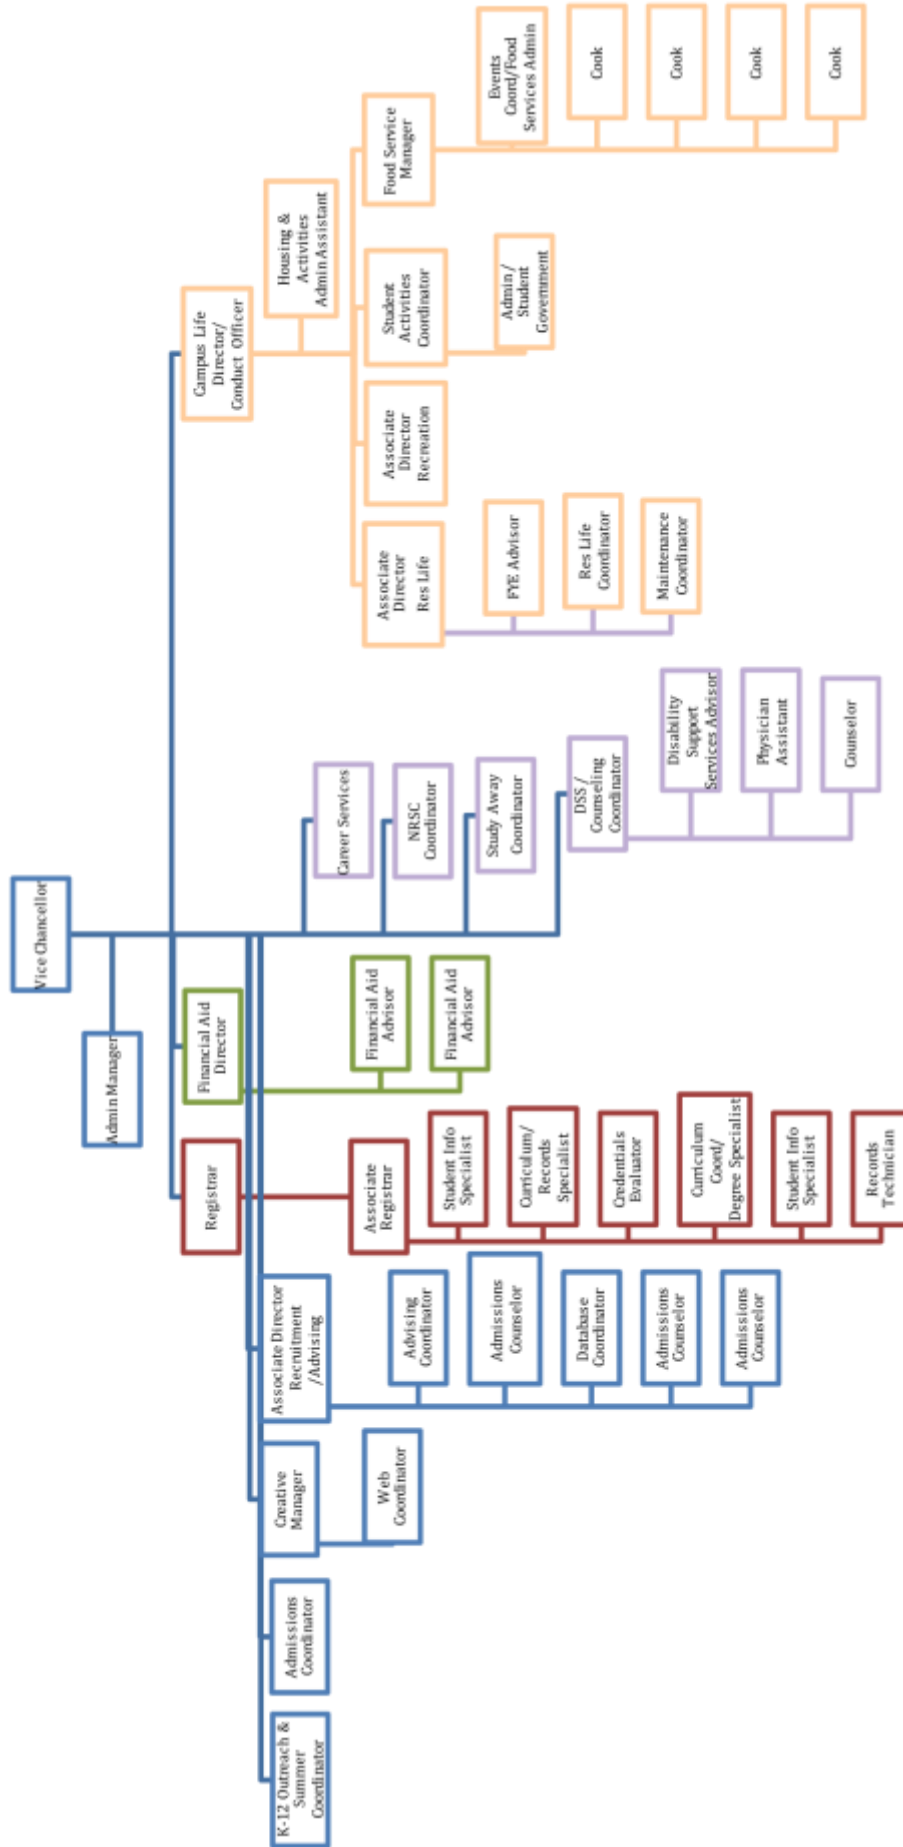 Vice Chancellor
Admin Manager
K-12 Outreach &
Summer
Coordinator
Admissions
Coordinator
Creative
Manager
Web
Coordinator
Associate Director
Recruitment
/Advising
Advising
Coordinator
Admissions
Counselor
Database
Coordinator
Admissions
Counselor
Admissions
Counselor
Registrar
Associate
Registrar
Student Info
Specialist
Curriculum/
Records
Specialist
Credentials
Evaluator
Curriculum
Coord/
Degree Specialist
Student Info
Specialist
Records
Technician
Financial Aid
Director
Financial Aid
Advisor
Financial Aid
Advisor
Career Services
NRSC
Coordinator
Study Away
Coordinator
DSS /
Counseling
Coordinator
Disability
Support
Services Advisor
Physician
Assistant
Counselor
Campus Life
Director/
Conduct Officer
Housing &
Activities
Admin Assistant
Associate
Director
Res Life
FYE Advisor
Res Life
Coordinator
Maintenance
Coordinator
Associate
Director
Recreation
Student
Activities
Coordinator
Admin /
Student
Government
Food Service
Manager
Events
Coord/Food
Services Admin
Cook
Cook
Cook
Cook